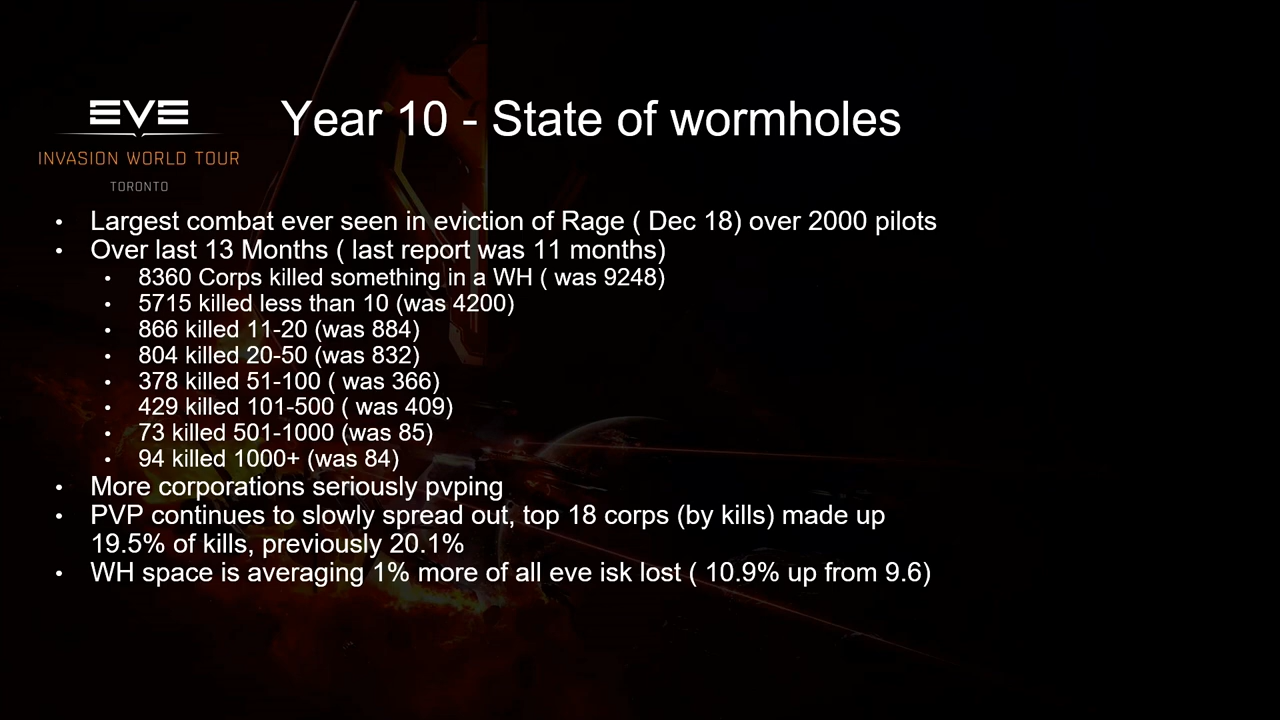 EVE
INVASION WORLD TOUR
TORONTO
Year 10 - State of wormholes
• Largest combat ever seen in eviction of Rage ( Dec 18) over 2000 pilots
• Over last 13 Months ( last report was 11 months)
• 8360 Corps killed something in a WH ( was 9248)
• 5715 killed less than 10 (was 4200)
• 866 killed 11-20 (was 884)
• 804 killed 20-50 (was 832)
• 378 killed 51-100 ( was 366)
• 429 killed 101-500 ( was 409)
• 73 killed 501-1000 (was 85)
• 94 killed 1000+ (was 84)
• More corporations seriously pvping
• PVP continues to slowly spread out, top 18 corps (by kills) made up
19.5% of kills, previously 20.1%
• WH space is averaging 1% more of all eve isk lost ( 10.9% up from 9.6)